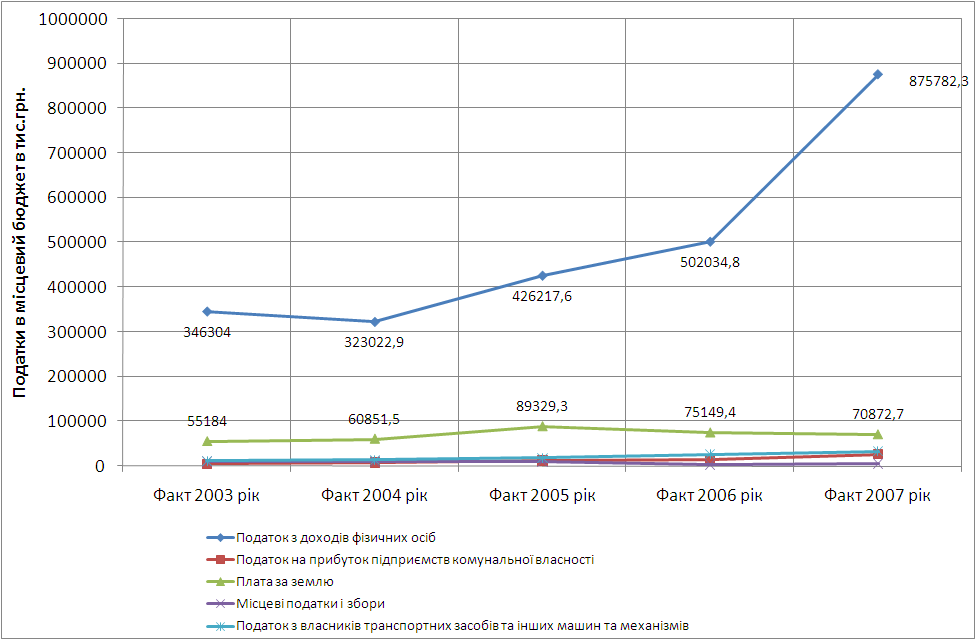 Податки в місцевий бюджет в тис.грн.
1000000
900000
800000
700000
600000
500000
400000
300000
200000
100000
0
875782,3
502034,8
426217,6
346304
323022,9
55184
60851,5
89329,3
75149,4
70872,7
Факт 2003 рік
Факт 2004 рік
Факт 2005 рік
Факт 2006 рік
Факт 2007 рік
Податок з доходів фізичних осіб
Податок на прибуток підприємств комунальної власності
Плата за землю
Місцеві податки і збори
Податок з власників транспортних засобів та інших машин та механізмів